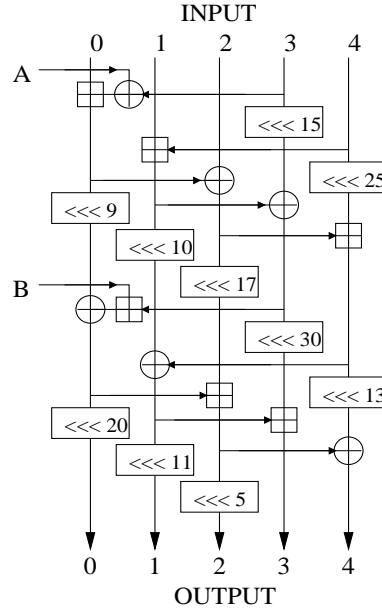 INPUT
0 1 2 3 4
A
<<< 15
<<< 25
<<< 9
<<< 10
<<< 17
B
<<< 30
<<< 13
<<< 20
<<< 11
<<< 5
0 1 2 3 4
OUTPUT